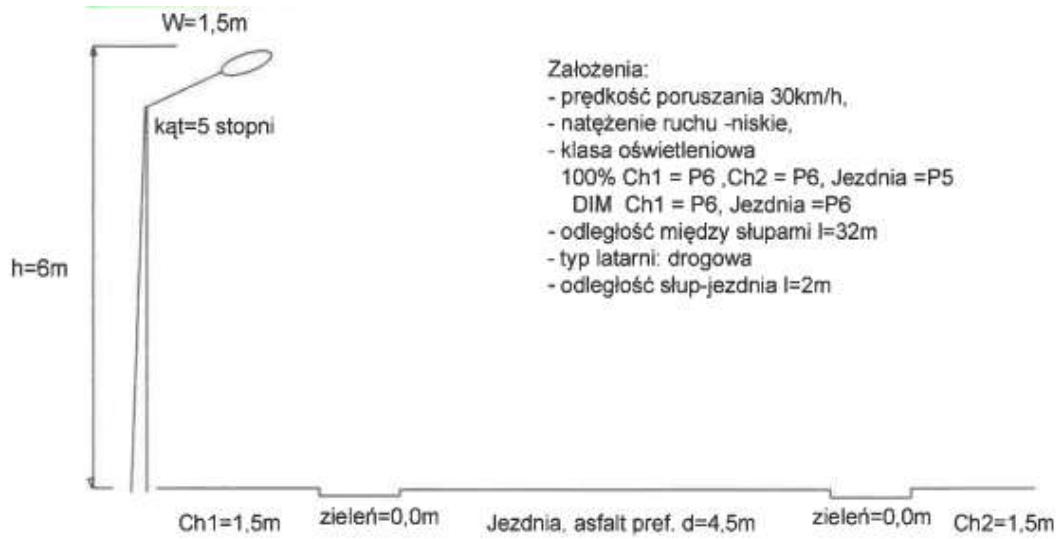 W=1,5m
kąt=5 stopni
h=6m
Założenia:
- prędkość poruszania 30km/h,
- natężenie ruchu -niskie,
- klasa oświetleniowa
100% Ch1 = P6 ,Ch2 = P6, Jezdnia =P5
DIM Ch1 = P6, Jezdnia =P6
- odległość między słupami l=32m
- typ latarni: drogowa
- odległość słup-jezdnia l=2m
Ch1=1,5m
zieleń=0,0m
Jezdnia, asfalt pref. d=4,5m
zieleń=0,0m
Ch2=1,5m